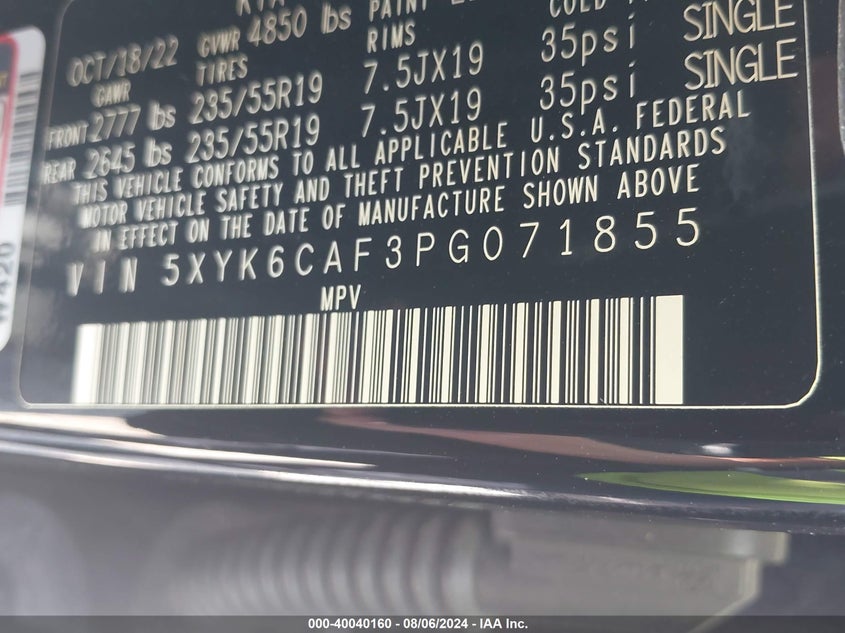 KIA
OCT/18/22 GVWR 4850 lbs PAINT
GAWR TIRES RIMS COLD
FRONT 2777 lbs 235/55R19 7.5JX19 35psi SINGLE
REAR 2645 lbs 235/55R19 7.5JX19 35psi SINGLE
THIS VEHICLE CONFORMS TO ALL APPLICABLE U.S.A. FEDERAL
MOTOR VEHICLE SAFETY AND THEFT PREVENTION STANDARDS
IN EFFECT ON THE DATE OF MANUFACTURE SHOWN ABOVE
VIN 5XYK6CAF3PG071855
MPV
W420
000-40040160 - 08/06/2024 - IAA Inc.